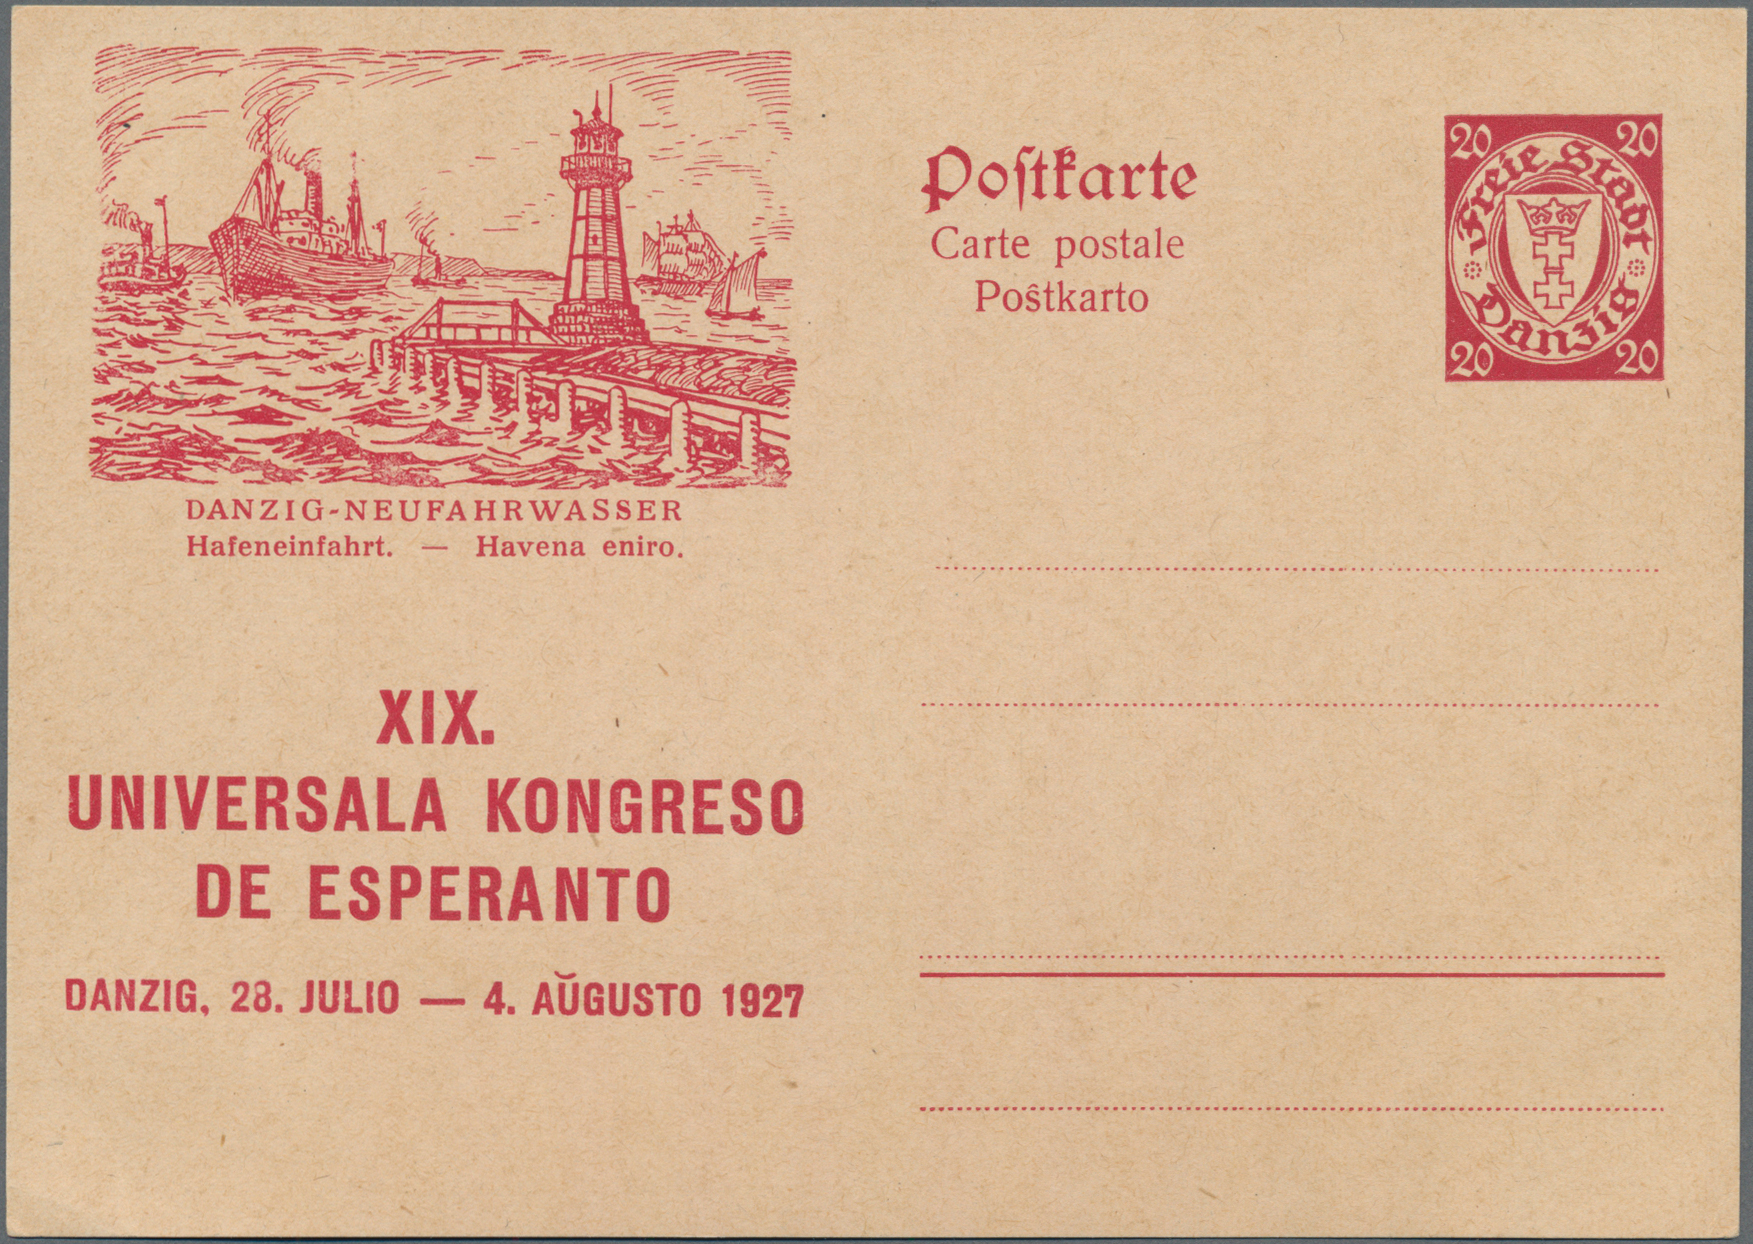 DANZIG-NEUFAHRWASSER
Hafeneinfahrt. — Havena eniro.
XIX.
UNIVERSALA KONGRESO
DE ESPERANTO
DANZIG, 28. JULIO — 4. AŬGUSTO 1927
Poſtkarte
Carte postale
Poŝtkarto
20 20
Freie Stadt
Danzig
20 20